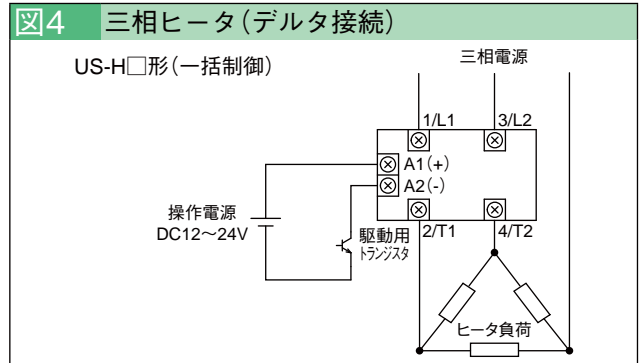 図4 三相ヒータ(デルタ接続)
US-H□形(一括制御)
三相電源
1/L1 3/L2
A1(+)
A2(-)
操作電源
DC12～24V
駆動用
トランジスタ
2/T1 4/T2
ヒータ負荷